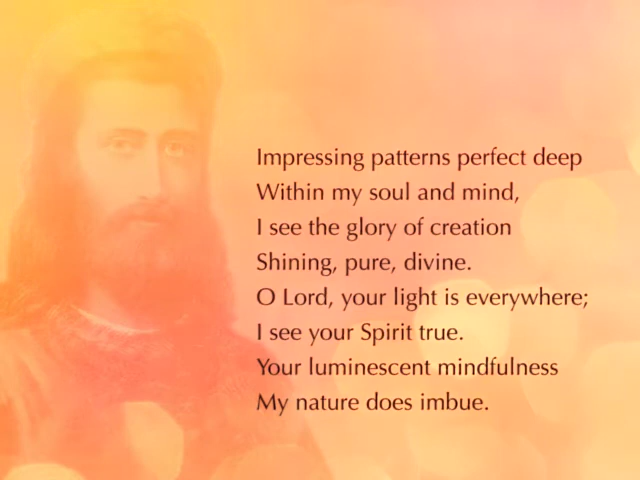 Impressing patterns perfect deep
Within my soul and mind,
I see the glory of creation
Shining, pure, divine.
O Lord, your light is everywhere;
I see your Spirit true.
Your luminescent mindfulness
My nature does imbue.